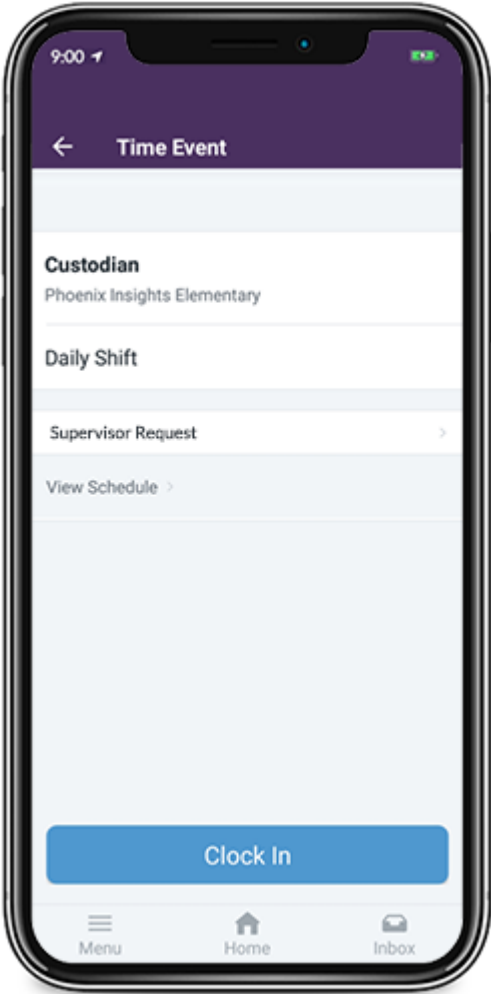 9:00
Time Event
Custodian
Phoenix Insights Elementary
Daily Shift
Supervisor Request
View Schedule
Clock In
Menu
Home
Inbox